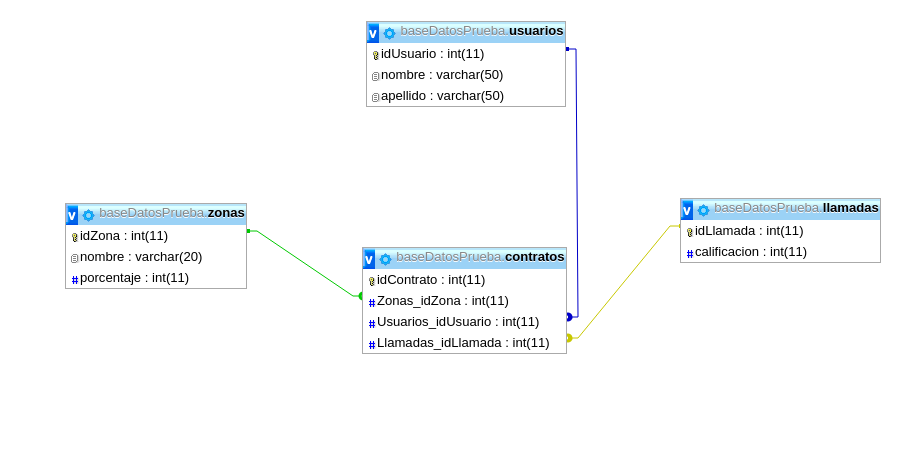 v baseDatosPrueba.usuarios
idUsuario : int(11)
nombre : varchar(50)
apellido : varchar(50)
v baseDatosPrueba.zonas
idZona : int(11)
nombre : varchar(20)
# porcentaje : int(11)
v baseDatosPrueba.contratos
idContrato : int(11)
# Zonas_idZona : int(11)
# Usuarios_idUsuario : int(11)
# Llamadas_idLlamada : int(11)
v baseDatosPrueba.llamadas
idLlamada : int(11)
# calificacion : int(11)